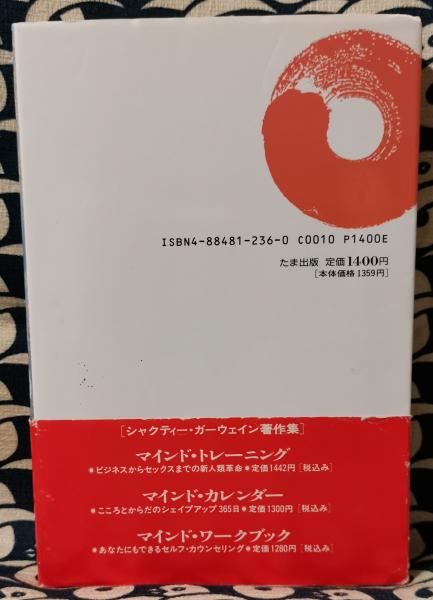 ISBN4-88481-236-0 C0010 P1400E
たま出版 定価1400円
[本体価格1359円]
[シャクティー・ガーウェイン著作集]
マインド・トレーニング
●ビジネスからセックスまでの新人類革命●定価1442円[税込み]
マインド・カレンダー
●こころとからだのシェイプアップ365日●定価1300円[税込み]
マインド・ワークブック
●あなたにもできるセルフ・カウンセリング●定価1280円[税込み]